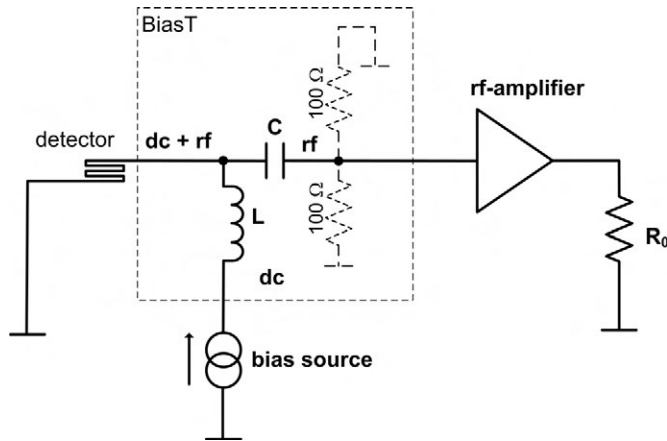 BiasT
rf-amplifier
100 Ω
detector
dc + rf
C
rf
100 Ω
L
R₀
dc
bias source